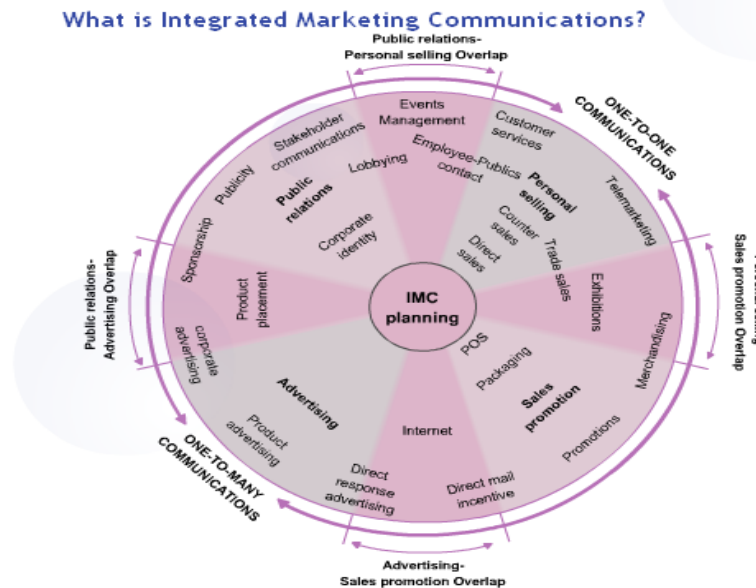 What is Integrated Marketing Communications?
Public relations-
Personal selling Overlap
Events
Management
Customer
services
ONE-TO-ONE
COMMUNICATIONS
Stakeholder
communications
Lobbying
Employee-Publics
contact
Publicity
Public
relations
Personal
selling
Telemarketing
Corporate
identity
Counter
sales
Direct
sales
Trade sales
Sponsorship
Public relations-
Advertising Overlap
Product
placement
IMC
planning
Exhibitions
Sales promotion Overlap
corporate
advertising
POS
Packaging
Merchandising
Advertising
Sales
promotion
Product
advertising
Internet
Promotions
ONE-TO-MANY
COMMUNICATIONS
Direct
response
advertising
Direct mail
incentive
Advertising-
Sales promotion Overlap